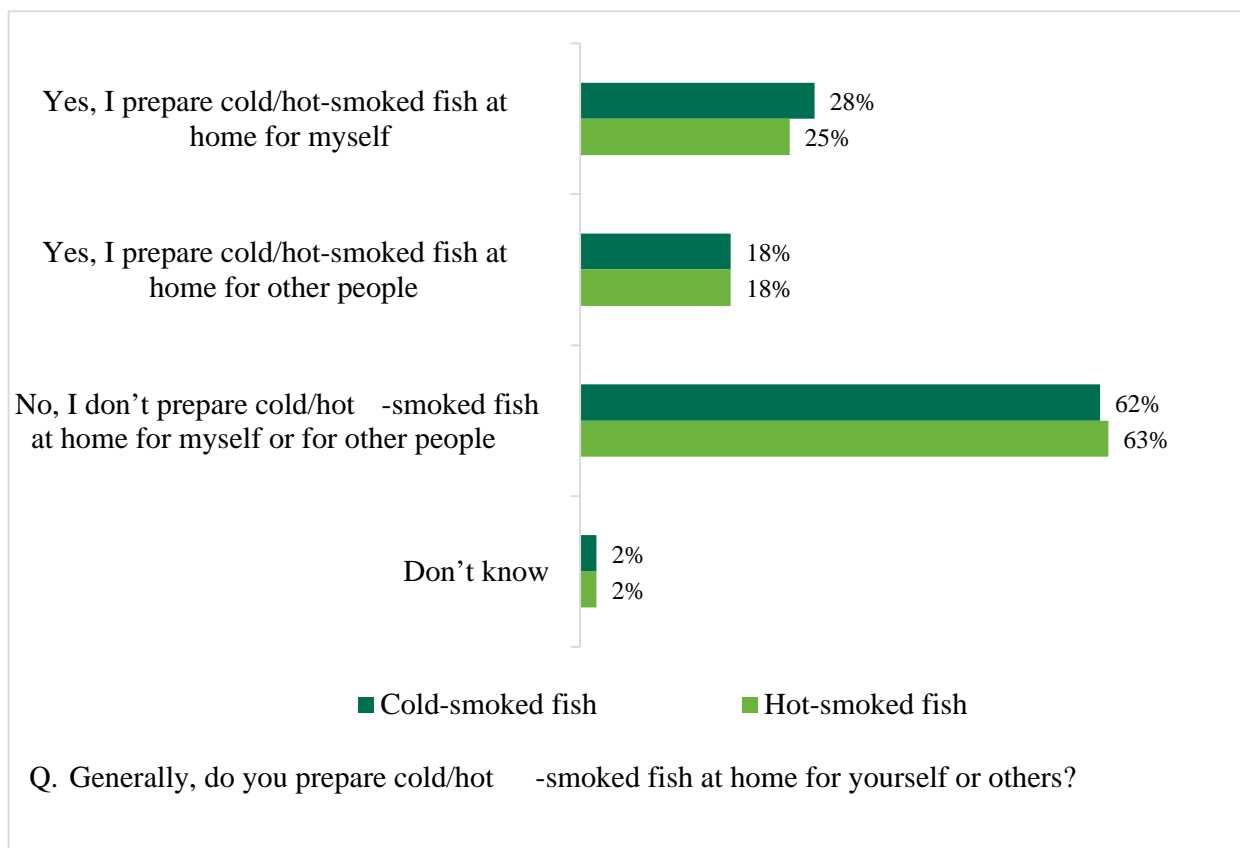 Yes, I prepare cold/hot-smoked fish at
home for myself
28%
25%
Yes, I prepare cold/hot-smoked fish at
home for other people
18%
18%
No, I don’t prepare cold/hot -smoked fish
at home for myself or for other people
62%
63%
Don’t know
2%
2%
Cold-smoked fish Hot-smoked fish
Q. Generally, do you prepare cold/hot -smoked fish at home for yourself or others?